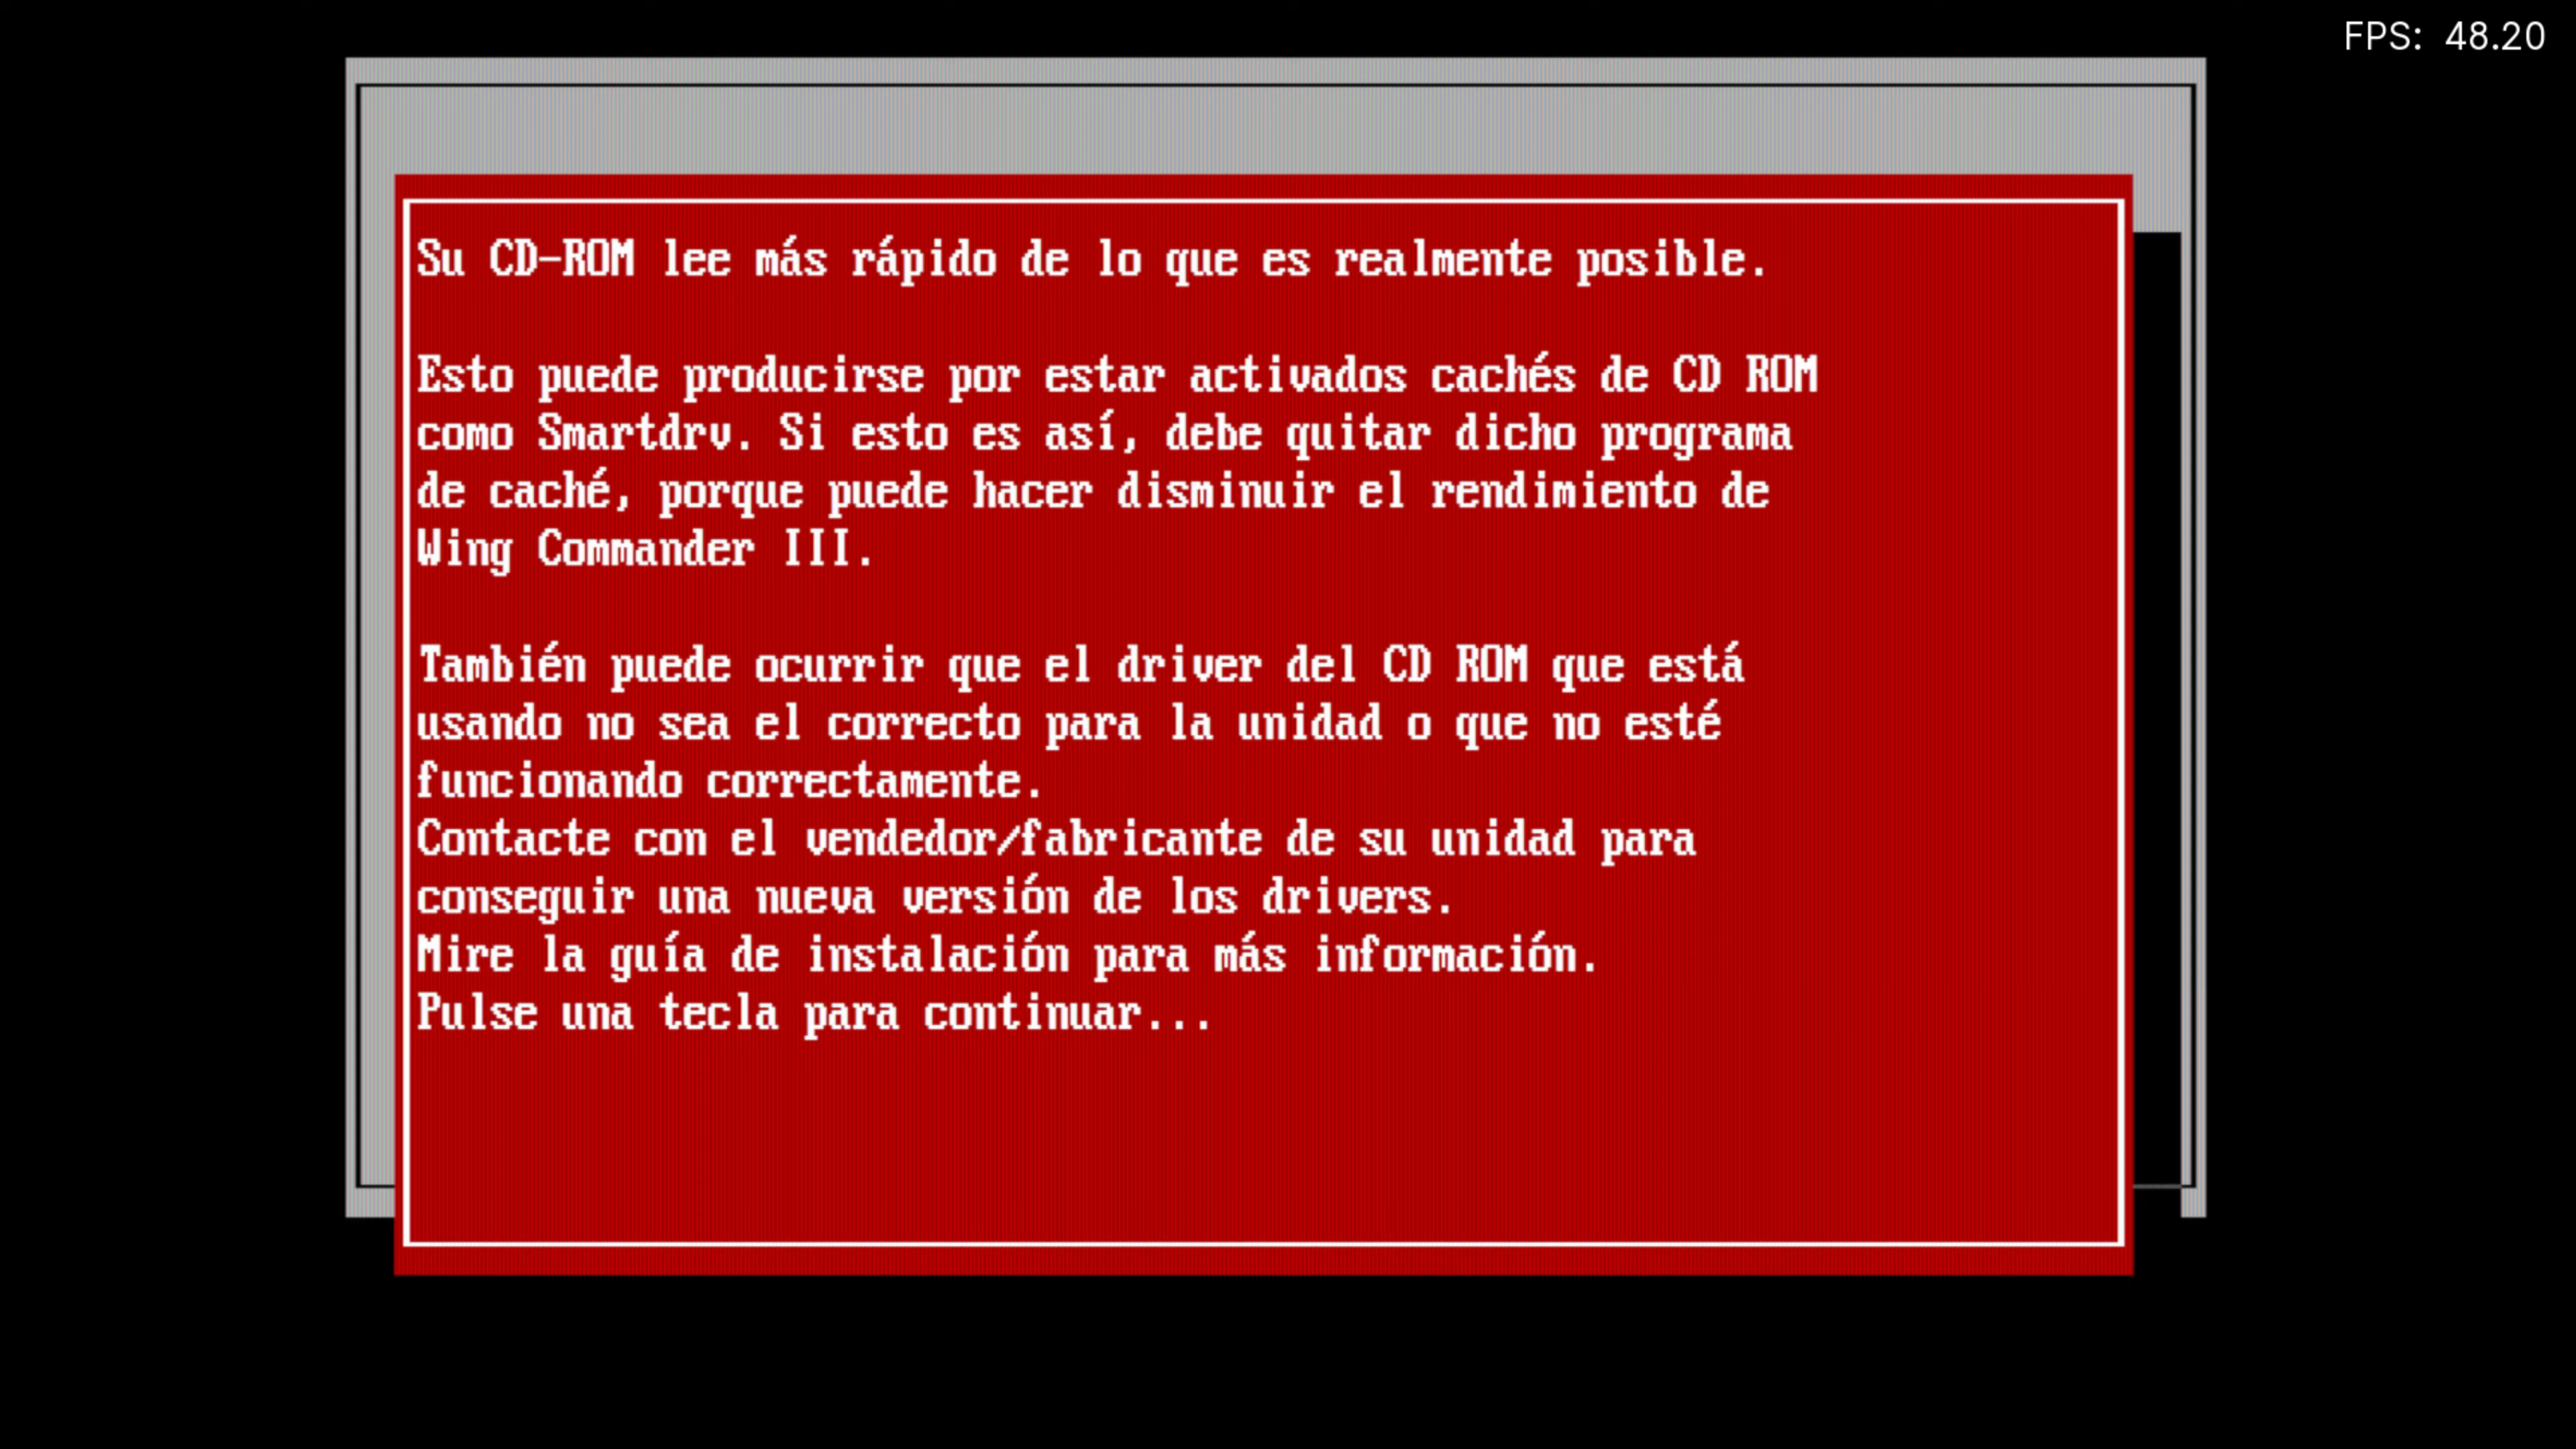 FPS: 48.20
Su CD-ROM lee más rápido de lo que es realmente posible.
Esto puede producirse por estar activados cachés de CD ROM
como Smartdrv. Si esto es así, debe quitar dicho programa
de caché, porque puede hacer disminuir el rendimiento de
Wing Commander III.
También puede ocurrir que el driver del CD ROM que está
usando no sea el correcto para la unidad o que no esté
funcionando correctamente.
Contacte con el vendedor/fabricante de su unidad para
conseguir una nueva versión de los drivers.
Mire la guía de instalación para más información.
Pulse una tecla para continuar...